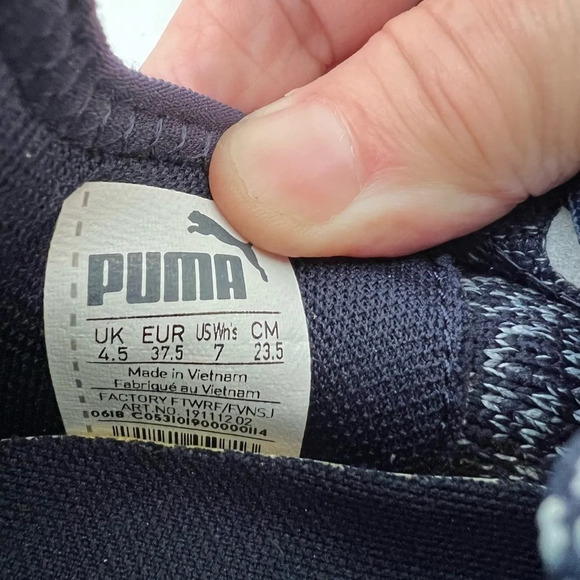 PUMA
UK EUR US Wn's CM
4.5 37.5 7 23.5
Made in Vietnam
Fabriqué au Vietnam
FACTORY FTWRF/FVNSJ
ART.NO. 191112 02
0618 C053101900000114